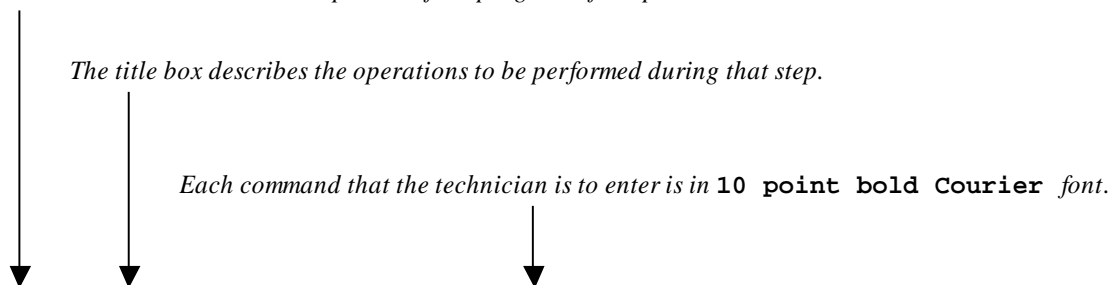 The title box describes the operations to be performed during that step.
Each command that the technician is to enter is in 10 point bold Courier font.